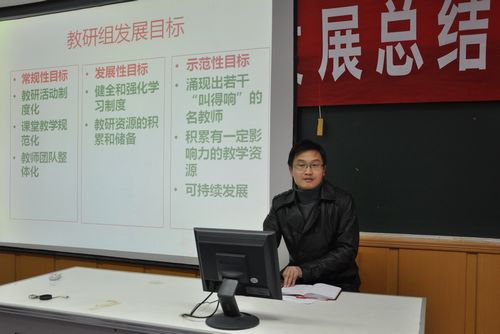 教研组发展目标
常规性目标
• 教研活动制
度化
• 课堂教学规
范化
• 教师团队整
体化
发展性目标
• 健全和强化学
习制度
• 教研资源的积
累和储备
示范性目标
• 涌现出若干
“叫得响”的
名教师
• 积累有一定影
响力的教学资
源
• 可持续发展
展总结